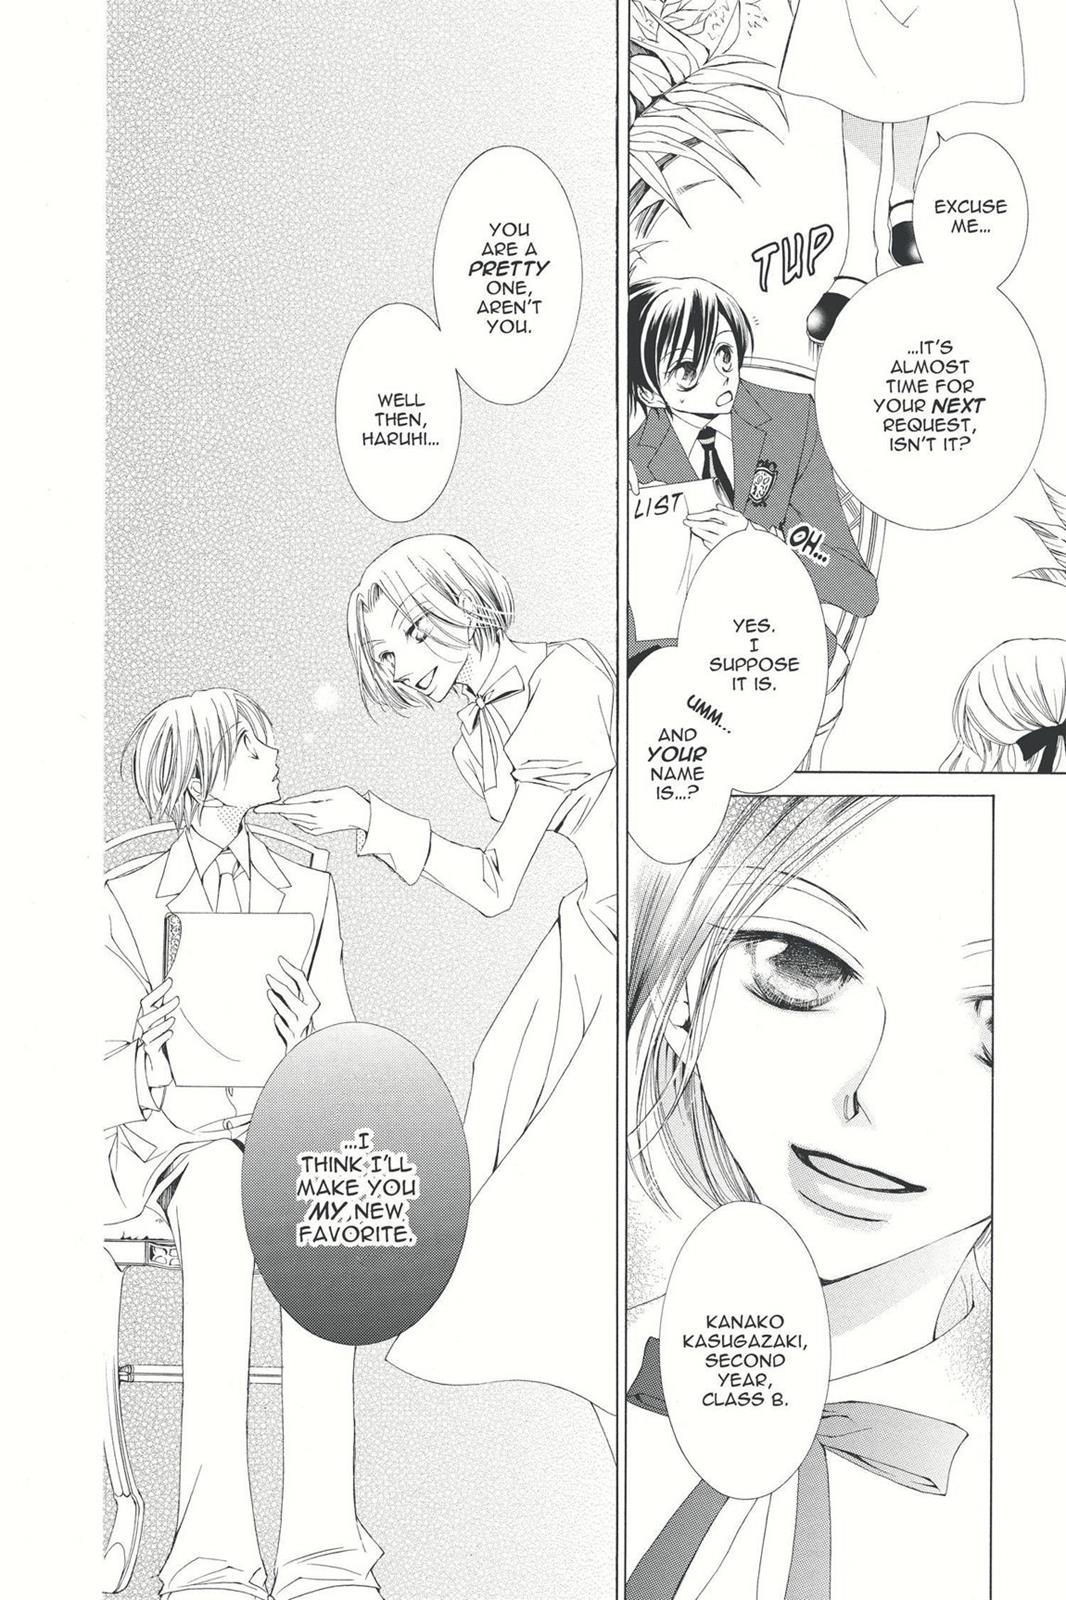 EXCUSE
ME...
TUP
...IT'S
ALMOST
TIME FOR
YOUR NEXT
REQUEST,
ISN'T IT?
LIST
OH...
YES.
I
SUPPOSE
IT IS.
UMM...
AND
YOUR
NAME
IS...?
KANAKO
KASUGAZAKI,
SECOND
YEAR,
CLASS B.
YOU
ARE A
PRETTY
ONE,
AREN'T
YOU.
WELL
THEN,
HARUHI...
...I
THINK I'LL
MAKE YOU
MY NEW
FAVORITE.